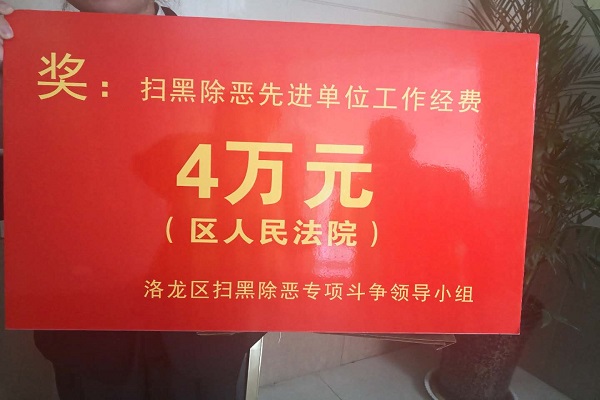 奖：扫黑除恶先进单位工作经费
4万元
（区人民法院）
洛龙区扫黑除恶专项斗争领导小组